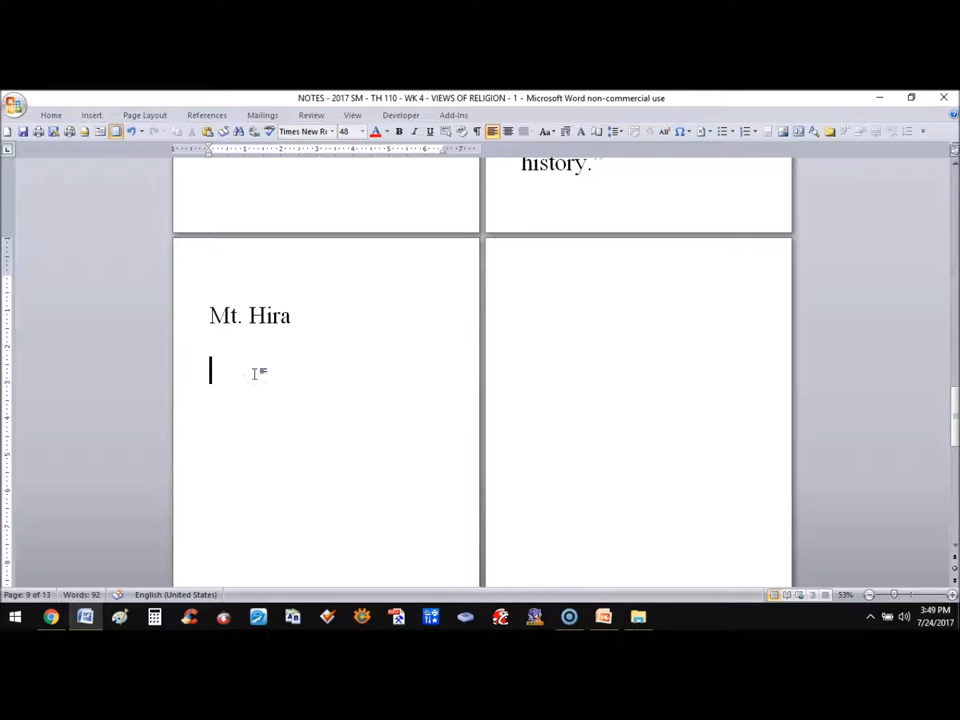 NOTES - 2017 SM - TH 110 - WK 4 - VIEWS OF RELIGION - 1 - Microsoft Word non-commercial use
Home Insert Page Layout References Mailings Review View Developer Add-Ins
Times New Ro 48
history.”
Mt. Hira
Page: 9 of 13 Words: 92 English (United States) 53%
3:49 PM
7/24/2017